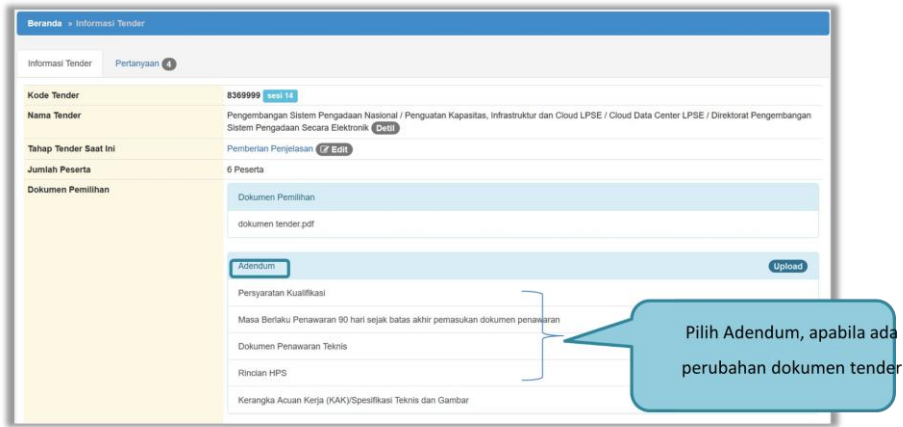 Beranda » Informasi Tender
Informasi Tender Pertanyaan 4
Kode Tender 8369999 sesi 14
Nama Tender Pengembangan Sistem Pengadaan Nasional / Penguatan Kapasitas, Infrastruktur dan Cloud LPSE / Cloud Data Center LPSE / Direktorat Pengembangan
Sistem Pengadaan Secara Elektronik Detil
Tahap Tender Saat Ini Pemberian Penjelasan Edit
Jumlah Peserta 6 Peserta
Dokumen Pemilihan Dokumen Pemilihan
dokumen tender.pdf
Adendum Upload
Persyaratan Kualifikasi
Masa Berlaku Penawaran 90 hari sejak batas akhir pemasukan dokumen penawaran
Dokumen Penawaran Teknis
Rincian HPS
Kerangka Acuan Kerja (KAK)/Spesifikasi Teknis dan Gambar
Pilih Adendum, apabila ada
perubahan dokumen tender